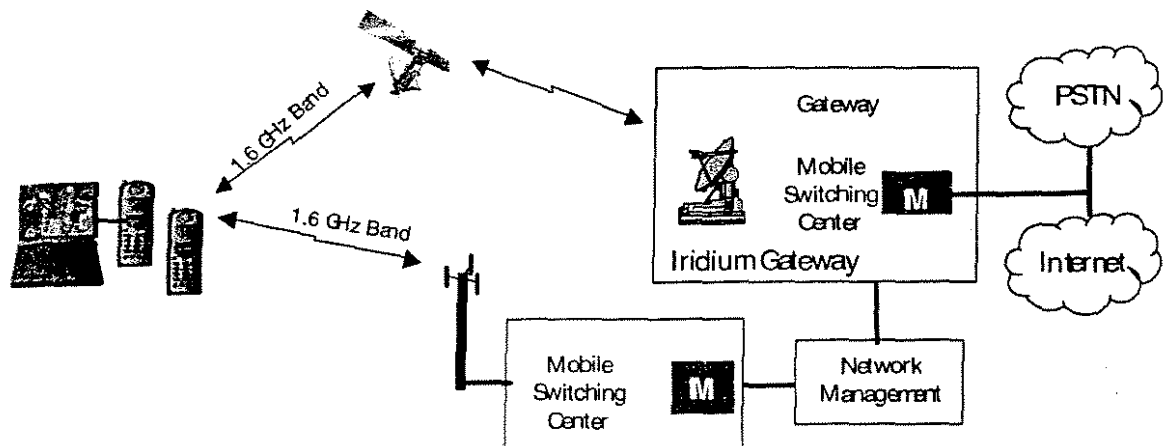 1.6 GHz Band
1.6 GHz Band
Gateway
Mobile
Switching
Center
M
Iridium Gateway
PSTN
Internet
Mobile
Switching
Center
M
Network
Management